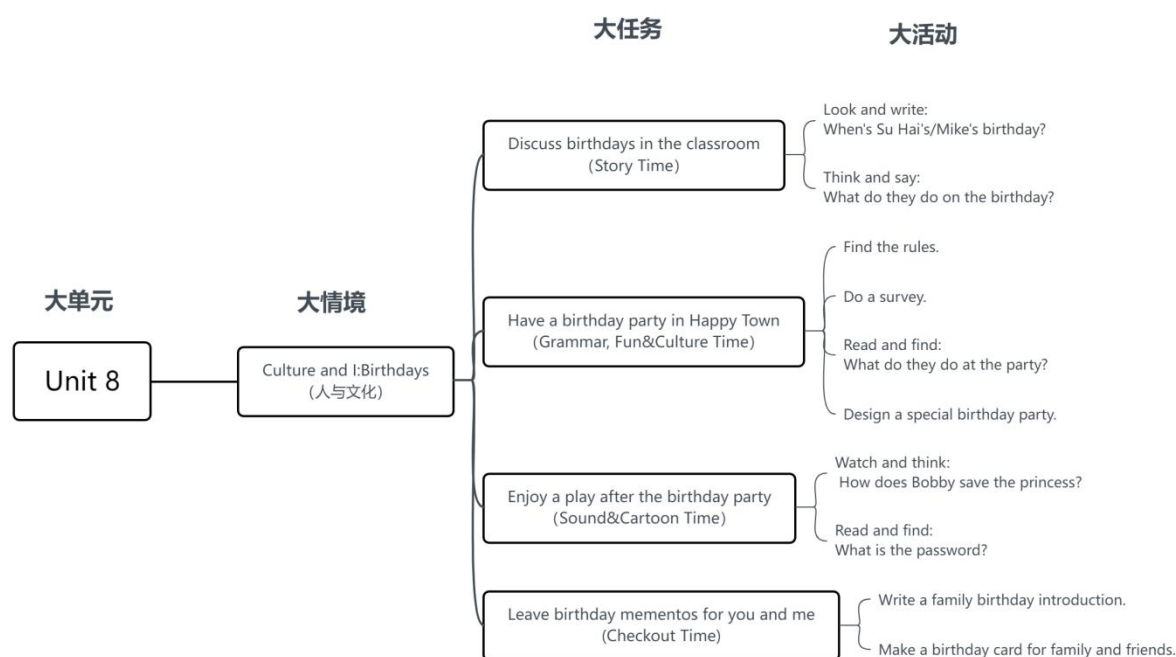 大任务
大活动
大单元
大情境
Unit 8
Culture and I:Birthdays
（人与文化）
Discuss birthdays in the classroom
（Story Time）
Look and write:
When's Su Hai's/Mike's birthday?
Think and say:
What do they do on the birthday?
Have a birthday party in Happy Town
（Grammar, Fun&Culture Time）
Find the rules.
Do a survey.
Read and find:
What do they do at the party?
Design a special birthday party.
Enjoy a play after the birthday party
（Sound&Cartoon Time）
Watch and think:
How does Bobby save the princess?
Read and find:
What is the password?
Leave birthday mementos for you and me
(Checkout Time)
Write a family birthday introduction.
Make a birthday card for family and friends.